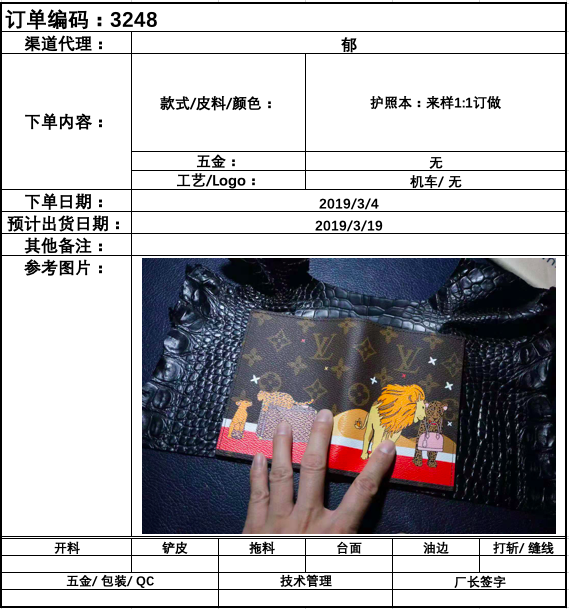 订单编码：3248
渠道代理：
郁
下单内容：
款式/皮料/颜色：
护照本：来样1:1订做
五金：
无
工艺/Logo：
机车/ 无
下单日期：
2019/3/4
预计出货日期：
2019/3/19
其他备注：
参考图片：
开料
铲皮
拖料
台面
油边
打斩/ 缝线
五金/ 包装/ QC
技术管理
厂长签字